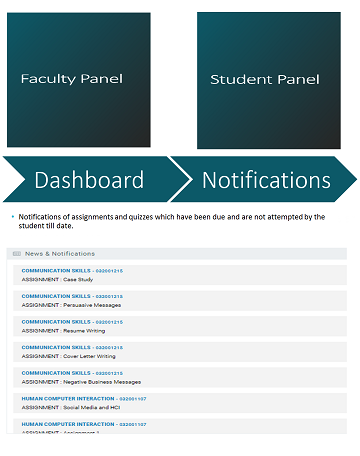 Faculty Panel
Student Panel
Dashboard
Notifications
• Notifications of assignments and quizzes which have been due and are not attempted by the
student till date.
News & Notifications
COMMUNICATION SKILLS - 032001215
ASSIGNMENT : Case Study
COMMUNICATION SKILLS - 032001215
ASSIGNMENT : Persuasive Messages
COMMUNICATION SKILLS - 032001215
ASSIGNMENT : Resume Writing
COMMUNICATION SKILLS - 032001215
ASSIGNMENT : Cover Letter Writing
COMMUNICATION SKILLS - 032001215
ASSIGNMENT : Negative Business Messages
HUMAN COMPUTER INTERACTION - 032001107
ASSIGNMENT : Social Media and HCI
HUMAN COMPUTER INTERACTION - 032001107
ASSIGNMENT : Assignment 1